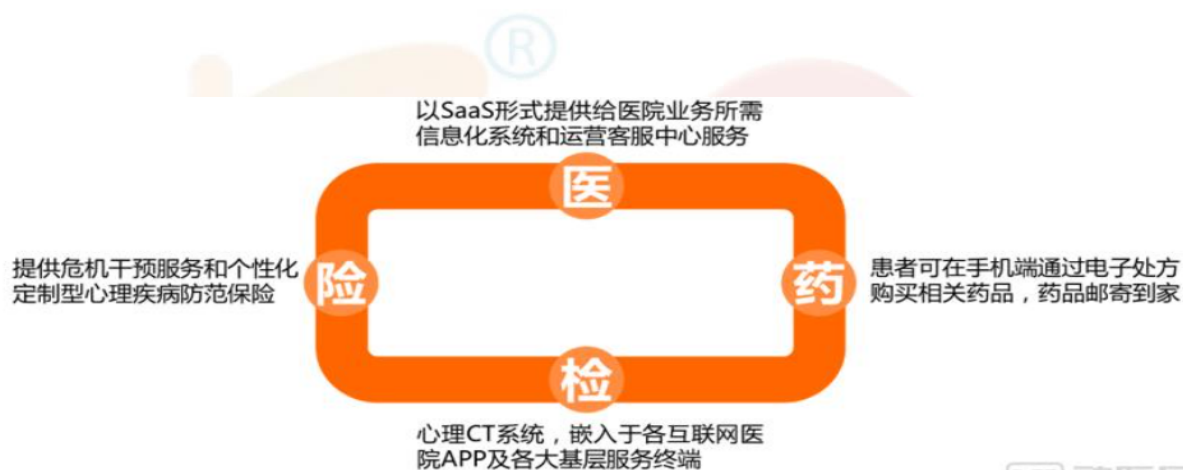 ®
以SaaS形式提供给医院业务所需
信息化系统和运营客服中心服务
医
提供危机干预服务和个性化
定制型心理疾病防范保险
险
药
患者可在手机端通过电子处方
购买相关药品，药品邮寄到家
检
心理CT系统，嵌入于各互联网医
院APP及各大基层服务终端